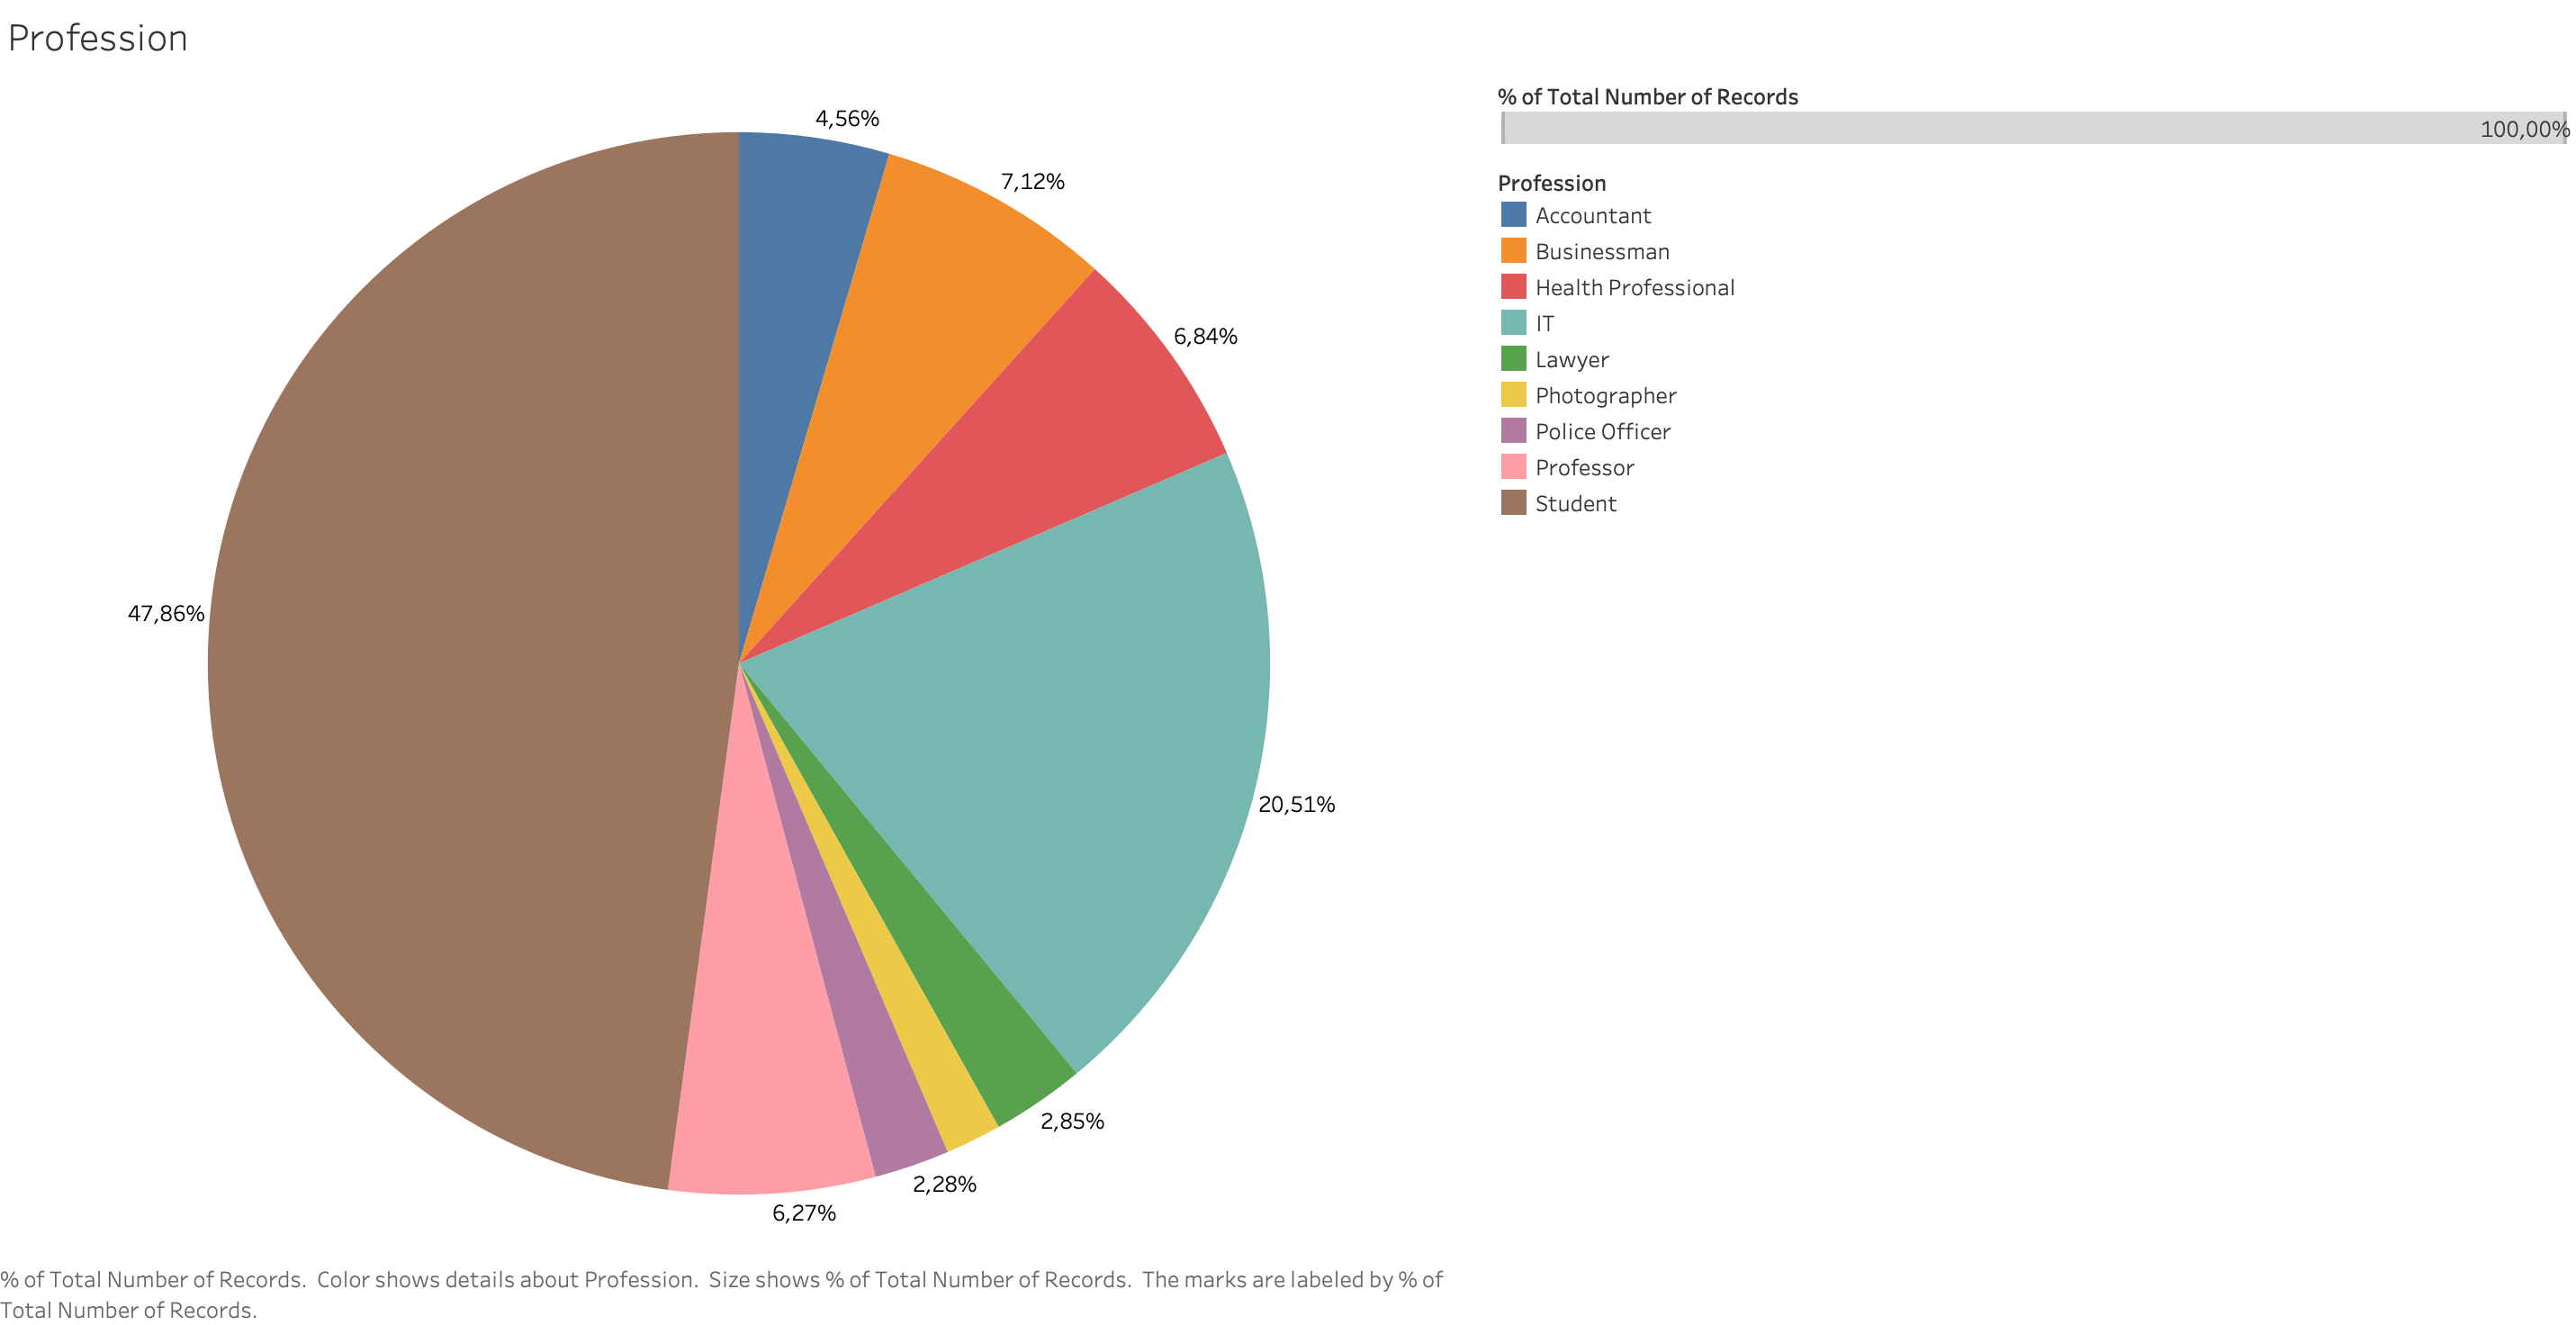 Profession
4,56%
7,12%
6,84%
47,86%
20,51%
2,85%
2,28%
6,27%
% of Total Number of Records
100,00%
Profession
Accountant
Businessman
Health Professional
IT
Lawyer
Photographer
Police Officer
Professor
Student
% of Total Number of Records.  Color shows details about Profession.  Size shows % of Total Number of Records.  The marks are labeled by % of
Total Number of Records.